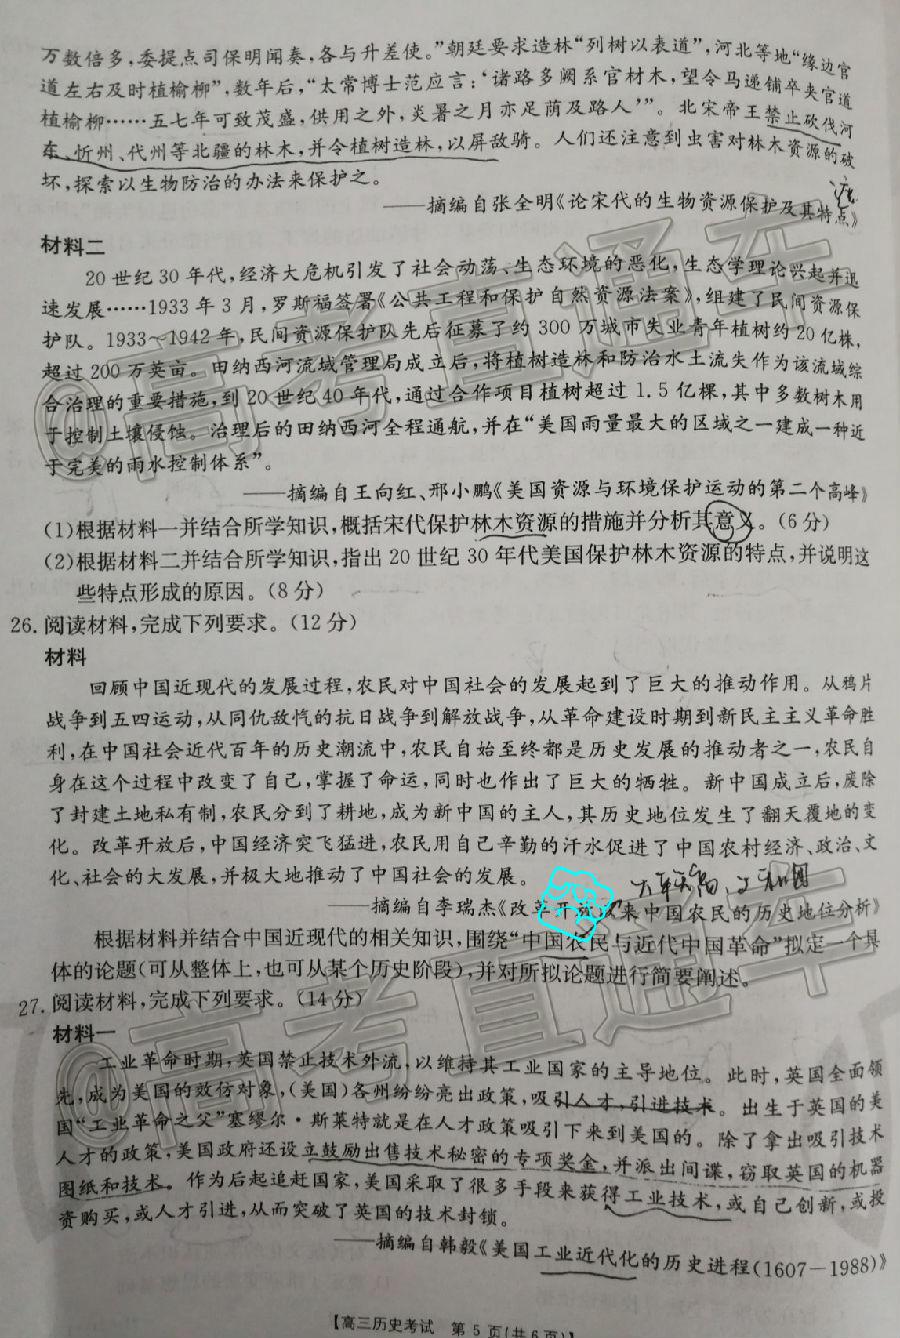 万数倍多，委提点司保明闻奏，各与升差使。”朝廷要求造林“列树以表道”，河北等地“缘边官
道左右及时植榆柳”，数年后，“太常博士范应言：‘诸路多阙系官材木，望令马递铺卒夹官道
植榆柳……五七年可致茂盛，供用之外，炎暑之月亦足荫及路人’”。北宋帝王禁止砍伐河
东、忻州、代州等北疆的林木，并令植树造林，以屏敌骑。人们还注意到虫害对林木资源的破
坏，探索以生物防治的办法来保护之。
——摘编自张全明《论宋代的生物资源保护及其特点》
材料二
20世纪30年代，经济大危机引发了社会动荡、生态环境的恶化，生态学理论兴起并迅
速发展……1933年3月，罗斯福签署《公共工程和保护自然资源法案》，组建了民间资源保
护队。1933～1942年，民间资源保护队先后征募了约300万城市失业青年植树约20亿株，
超过200万英亩。田纳西河流域管理局成立后，将植树造林和防治水土流失作为该流域综
合治理的重要措施，到20世纪40年代，通过合作项目植树超过1.5亿棵，其中多数树木用
于控制土壤侵蚀。治理后的田纳西河全程通航，并在“美国雨量最大的区域之一建成一种近
于完美的雨水控制体系”。
——摘编自王向红、邢小鹏《美国资源与环境保护运动的第二个高峰》
(1)根据材料一并结合所学知识，概括宋代保护林木资源的措施并分析其意义。(6分)
(2)根据材料二并结合所学知识，指出20世纪30年代美国保护林木资源的特点，并说明这
些特点形成的原因。(8分)
26.阅读材料，完成下列要求。(12分)
材料
回顾中国近现代的发展过程，农民对中国社会的发展起到了巨大的推动作用。从鸦片
战争到五四运动，从同仇敌忾的抗日战争到解放战争，从革命建设时期到新民主主义革命胜
利，在中国社会近代百年的历史潮流中，农民自始至终都是历史发展的推动者之一，农民自
身在这个过程中改变了自己，掌握了命运，同时也作出了巨大的牺牲。新中国成立后，废除
了封建土地私有制，农民分到了耕地，成为新中国的主人，其历史地位发生了翻天覆地的变
化。改革开放后，中国经济突飞猛进，农民用自己辛勤的汗水促进了中国农村经济、政治、文
化、社会的大发展，并极大地推动了中国社会的发展。
——摘编自李瑞杰《改革开放以来中国农民的历史地位分析》
根据材料并结合中国近现代的相关知识，围绕“中国农民与近代中国革命”拟定一个具
体的论题(可从整体上，也可从某个历史阶段)，并对所拟论题进行简要阐述。
27.阅读材料，完成下列要求。(14分)
材料一
工业革命时期，英国禁止技术外流，以维持其工业国家的主导地位。此时，英国全面领
先，成为美国的效仿对象，(美国)各州纷纷亮出政策，吸引人才，引进技术。出生于英国的美
国“工业革命之父”塞缪尔·斯莱特就是在人才政策吸引下来到美国的。除了拿出吸引技术
人才的政策，美国政府还设立鼓励出售技术秘密的专项奖金，并派出间谍，窃取英国的机器
图纸和技术。作为后起追赶国家，美国采取了很多手段来获得工业技术，或自己创新，或投
资购买，或人才引进，从而突破了英国的技术封锁。
——摘编自韩毅《美国工业近代化的历史进程(1607—1988)》
【高三历史考试　第5页(共6页)】
@高考直通车
@高考直通车